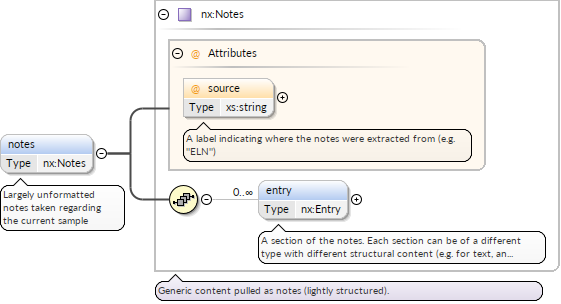 nx:Notes
@ Attributes
@ source
Type xs:string
A label indicating where the notes were extracted from (e.g.
"ELN")
notes
Type nx:Notes
Largely unformatted
notes taken regarding
the current sample
0..∞
entry
Type nx:Entry
A section of the notes. Each section can be of a different
type with different structural content (e.g. for text, an...
Generic content pulled as notes (lightly structured).